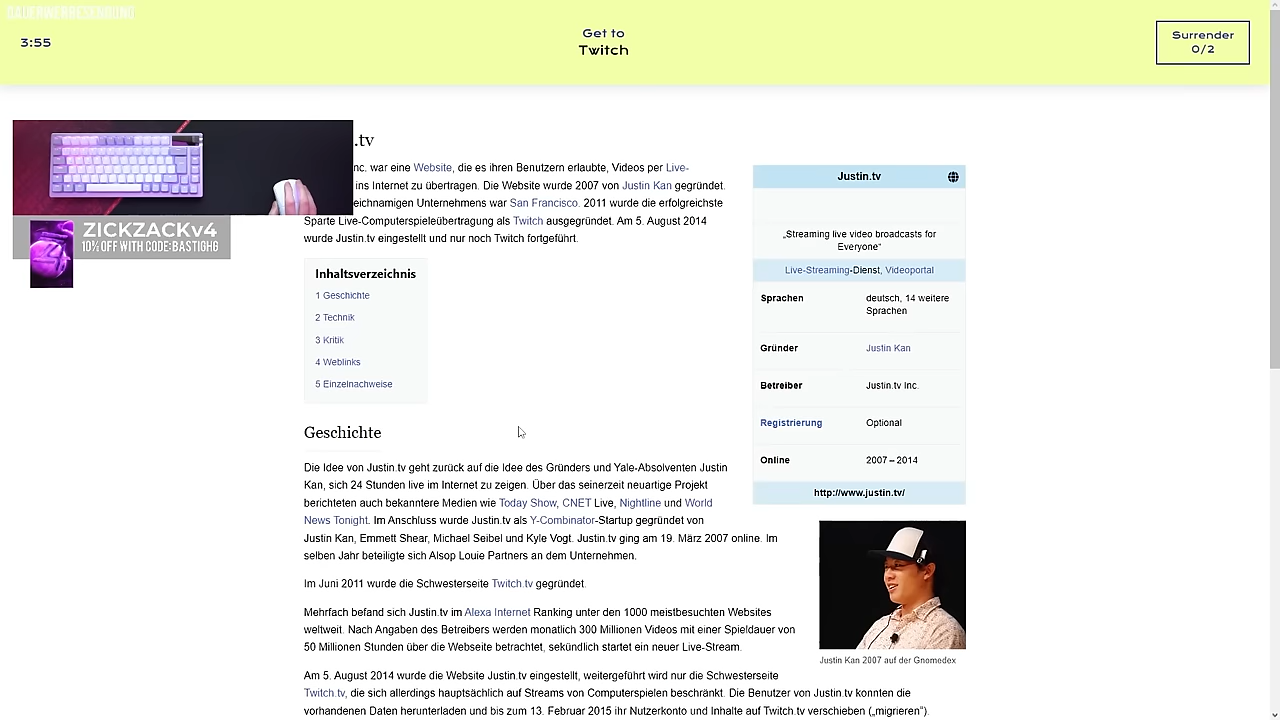 DAUERWERBESENDUNG
3:55
Get to
Twitch
Surrender
0/2
.tv
nc. war eine Website, die es ihren Benutzern erlaubte, Videos per Live-
ins Internet zu übertragen. Die Website wurde 2007 von Justin Kan gegründet.
eichnamigen Unternehmens war San Francisco. 2011 wurde die erfolgreichste
Sparte Live-Computerspieleübertragung als Twitch ausgegründet. Am 5. August 2014
wurde Justin.tv eingestellt und nur noch Twitch fortgeführt.
ZICKZACKv4
10% OFF WITH CODE:BASTIGHG
Inhaltsverzeichnis
1 Geschichte
2 Technik
3 Kritik
4 Weblinks
5 Einzelnachweise
Justin.tv
„Streaming live video broadcasts for
Everyone“
Live-Streaming-Dienst, Videoportal
Sprachen deutsch, 14 weitere
Sprachen
Gründer Justin Kan
Betreiber Justin.tv Inc.
Registrierung Optional
Online 2007 – 2014
http://www.justin.tv/
Geschichte
Die Idee von Justin.tv geht zurück auf die Idee des Gründers und Yale-Absolventen Justin
Kan, sich 24 Stunden live im Internet zu zeigen. Über das seinerzeit neuartige Projekt
berichteten auch bekanntere Medien wie Today Show, CNET Live, Nightline und World
News Tonight. Im Anschluss wurde Justin.tv als Y-Combinator-Startup gegründet von
Justin Kan, Emmett Shear, Michael Seibel und Kyle Vogt. Justin.tv ging am 19. März 2007 online. Im
selben Jahr beteiligte sich Alsop Louie Partners an dem Unternehmen.
Im Juni 2011 wurde die Schwesterseite Twitch.tv gegründet.
Mehrfach befand sich Justin.tv im Alexa Internet Ranking unter den 1000 meistbesuchten Websites
weltweit. Nach Angaben des Betreibers werden monatlich 300 Millionen Videos mit einer Spieldauer von
50 Millionen Stunden über die Webseite betrachtet, sekündlich startet ein neuer Live-Stream.
Justin Kan 2007 auf der Gnomedex
Am 5. August 2014 wurde die Website Justin.tv eingestellt, weitergeführt wird nur die Schwesterseite
Twitch.tv, die sich allerdings hauptsächlich auf Streams von Computerspielen beschränkt. Die Benutzer von Justin.tv konnten die
vorhandenen Daten herunterladen und bis zum 13. Februar 2015 ihr Nutzerkonto und Inhalte auf Twitch.tv verschieben („migrieren“).